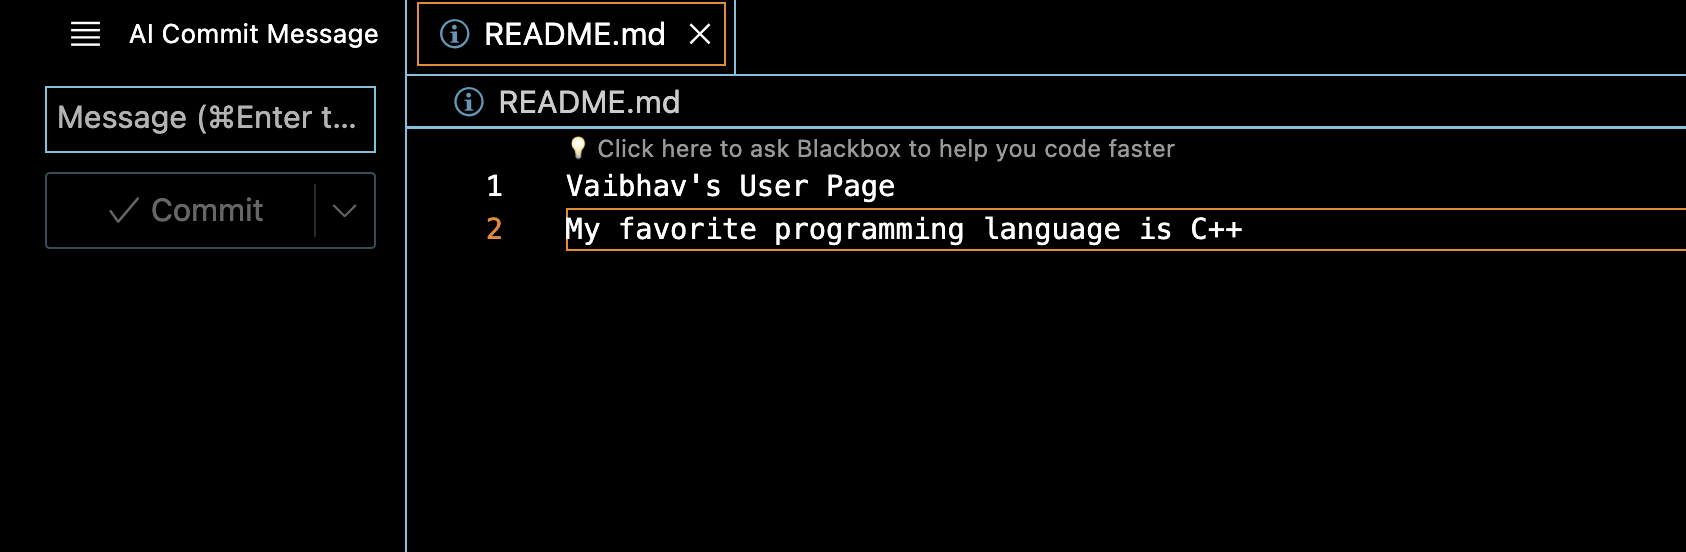 AI Commit Message
Message (⌘Enter t...
Commit
README.md
README.md
Click here to ask Blackbox to help you code faster
1 Vaibhav's User Page
2 My favorite programming language is C++